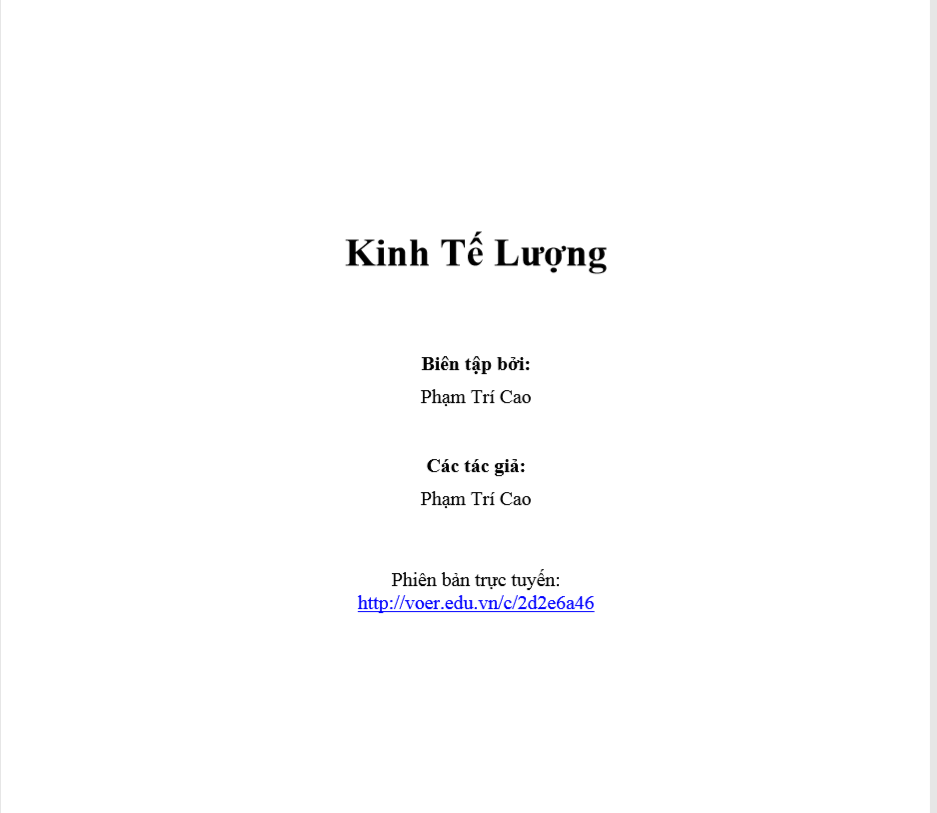 Kinh Tế Lượng
Biên tập bởi:
Phạm Trí Cao
Các tác giả:
Phạm Trí Cao
Phiên bản trực tuyến:
http://voer.edu.vn/c/2d2e6a46